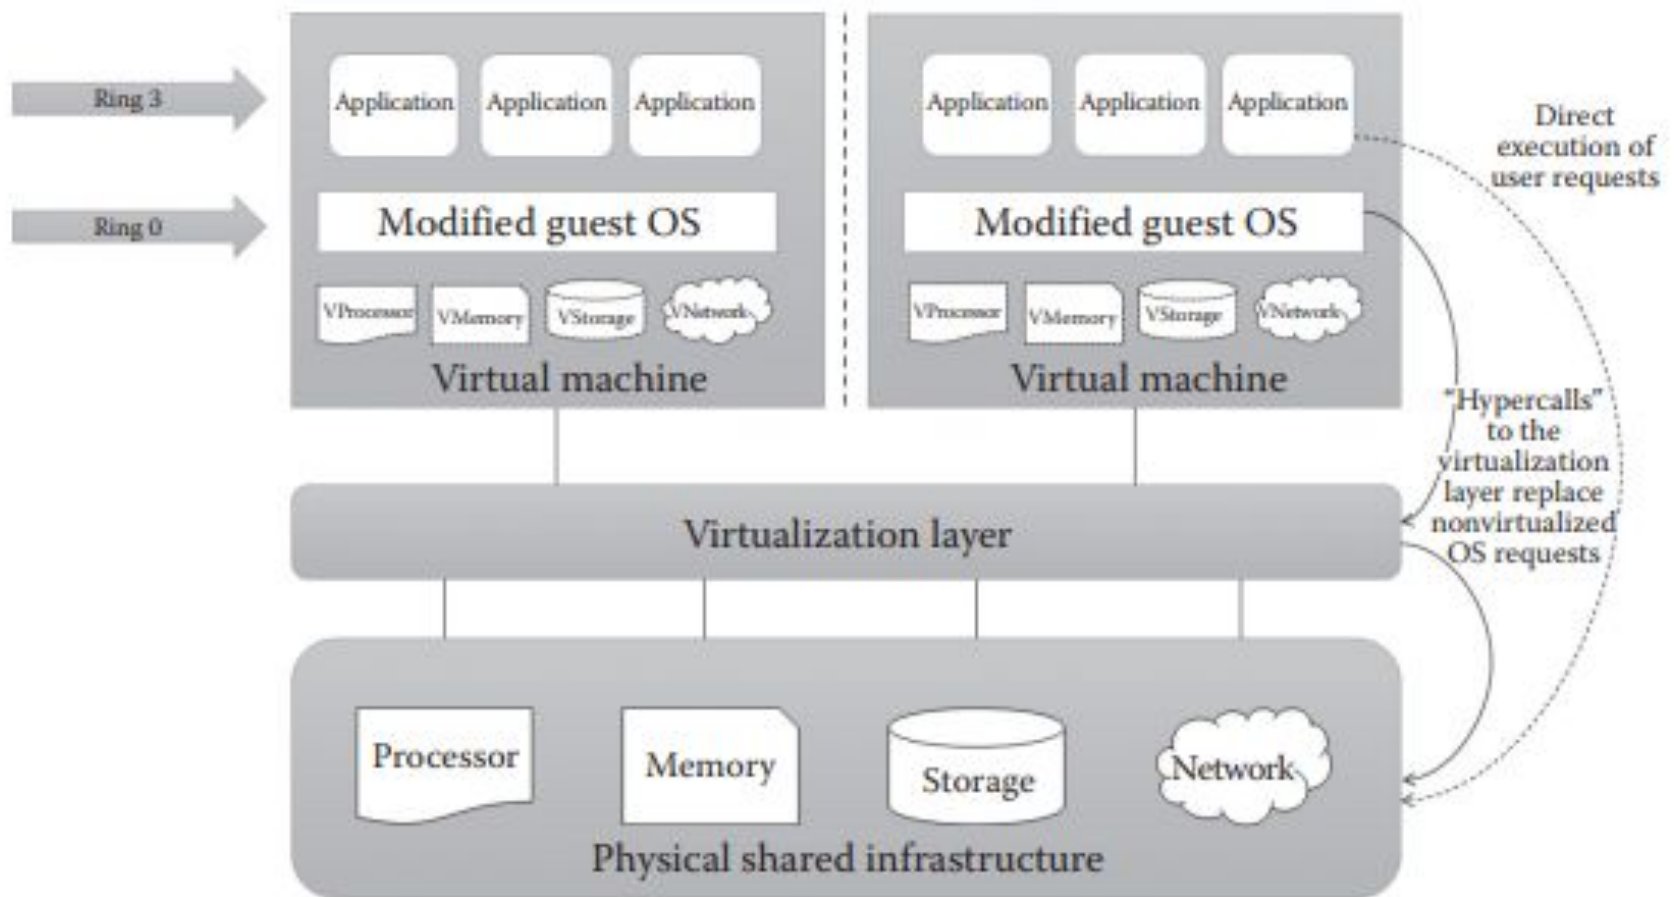 Ring 3
Application Application Application
Application Application Application
Direct
execution of
user requests
Ring 0
Modified guest OS
Modified guest OS
VProcessor VMemory VStorage VNetwork
VProcessor VMemory VStorage VNetwork
Virtual machine
Virtual machine
"Hypercalls"
to the
virtualization
layer replace
nonvirtualized
OS requests
Virtualization layer
Processor
Memory
Storage
Network
Physical shared infrastructure